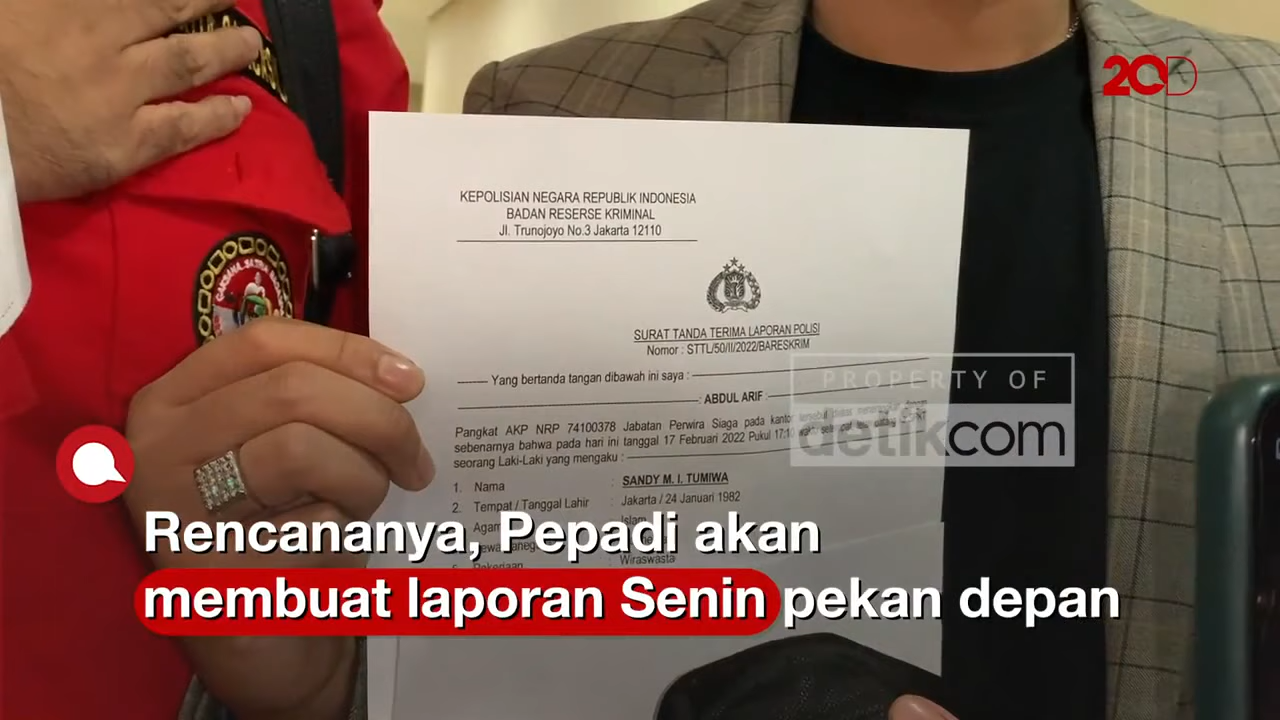 20D
KEPOLISIAN NEGARA REPUBLIK INDONESIA
BADAN RESERSE KRIMINAL
Jl. Trunojoyo No.3 Jakarta 12110
SURAT TANDA TERIMA LAPORAN POLISI
Nomor : STTL/50/II/2022/BARESKRIM
Yang bertanda tangan dibawah ini saya :
: ABDUL ARIF
Pangkat AKP NRP 74100378 Jabatan Perwira Siaga pada kantor
sebenarnya bahwa pada hari ini tanggal 17 Februari 2022 Pukul 17:10
seorang Laki-Laki yang mengaku :
1. Nama : SANDY M. I. TUMIWA
2. Tempat / Tanggal Lahir : Jakarta / 24 Januari 1982
Islam
Wiraswasta
PROPERTY OF
detikcom
Rencananya, Pepadi akan
membuat laporan Senin pekan depan